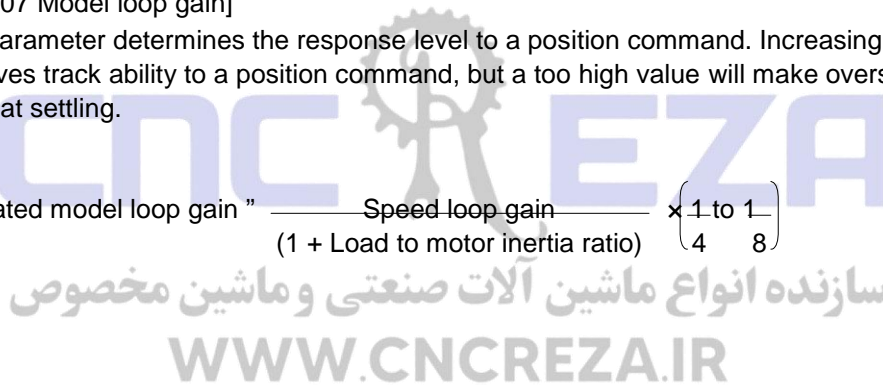 07 Model loop gain]
arameter determines the response level to a position command. Increasing
ves track ability to a position command, but a too high value will make overs
at settling.
CNC REZA
ated model loop gain ” Speed loop gain × ( 1 to 1 )
(1 + Load to motor inertia ratio) 4 8
سازنده انواع ماشین آلات صنعتی و ماشین مخصوص
WWW.CNCREZA.IR